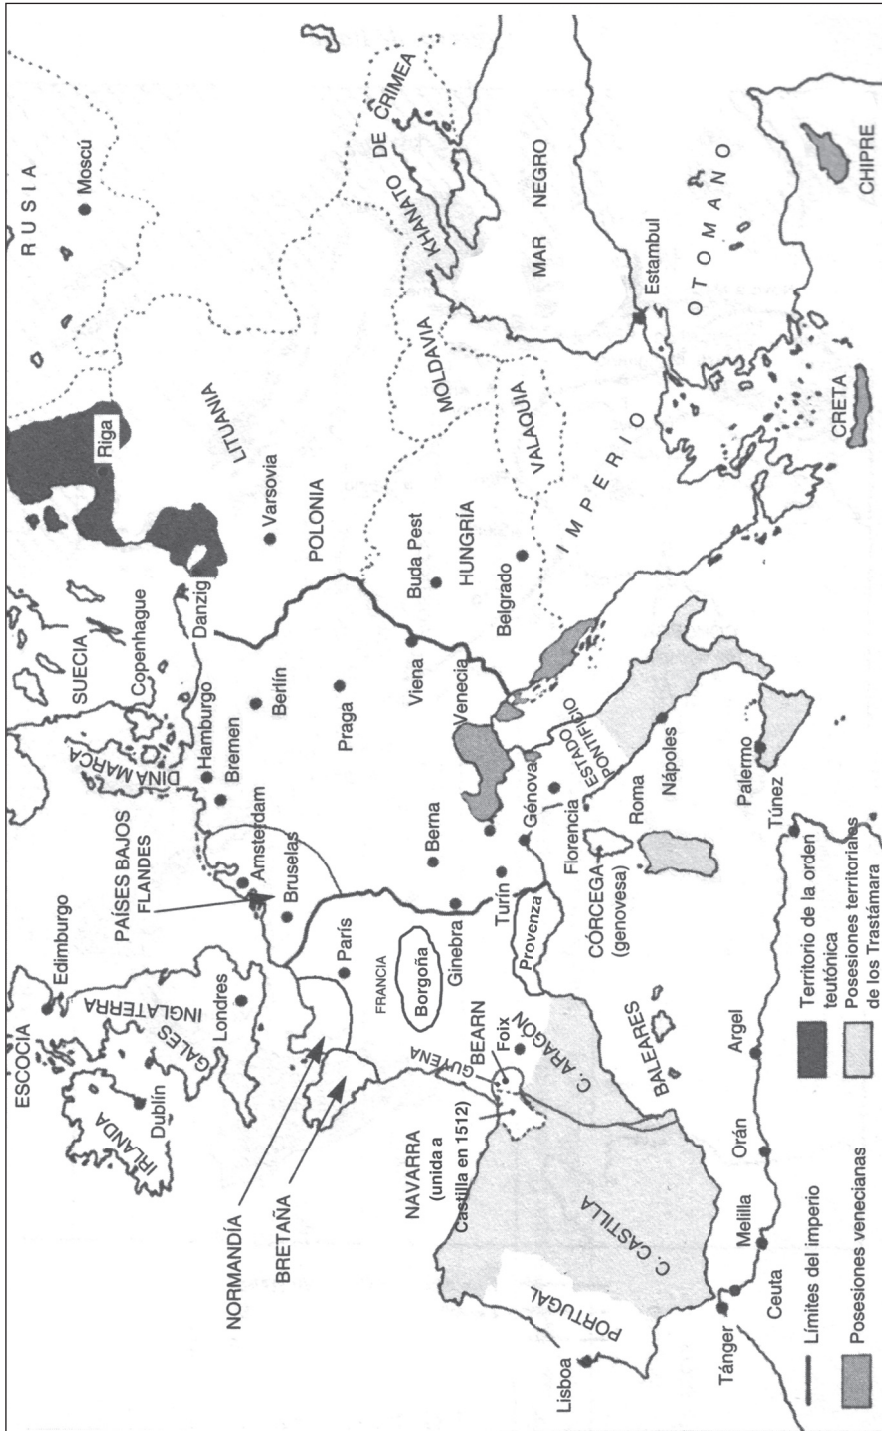 ESCOCIA
Edimburgo
IRLANDA
Dublín
GALES
INGLATERRA
Londres
NORMANDÍA
BRETAÑA
PAÍSES BAJOS
FLANDES
Amsterdam
Bruselas
DINA MARCA
SUECIA
Copenhague
Hamburgo
Bremen
Berlín
Danzig
Riga
RUSIA
Moscú
LITUANIA
Varsovia
POLONIA
Praga
Viena
París
FRANCIA
Borgoña
Berna
Ginebra
Turín
Provenza
GUYENA
BEARN
Foix
NAVARRA
(unida a
Castilla en 1512)
C. ARAGÓN
C. CASTILLA
PORTUGAL
Lisboa
BALEARES
Venecia
Génova
Florencia
ESTADO
PONTIFICIO
CÓRCEGA
(genovesa)
Roma
Nápoles
Palermo
Buda Pest
HUNGRÍA
Belgrado
MOLDAVIA
VALAQUIA
KHANATO DE CRIMEA
MAR NEGRO
Estambul
IMPERIO
OTOMANO
CRETA
CHIPRE
Tánger
Ceuta
Melilla
Orán
Argel
Túnez
Límites del imperio
Posesiones venecianas
Territorio de la orden
teutónica
Posesiones territoriales
de los Trastámara